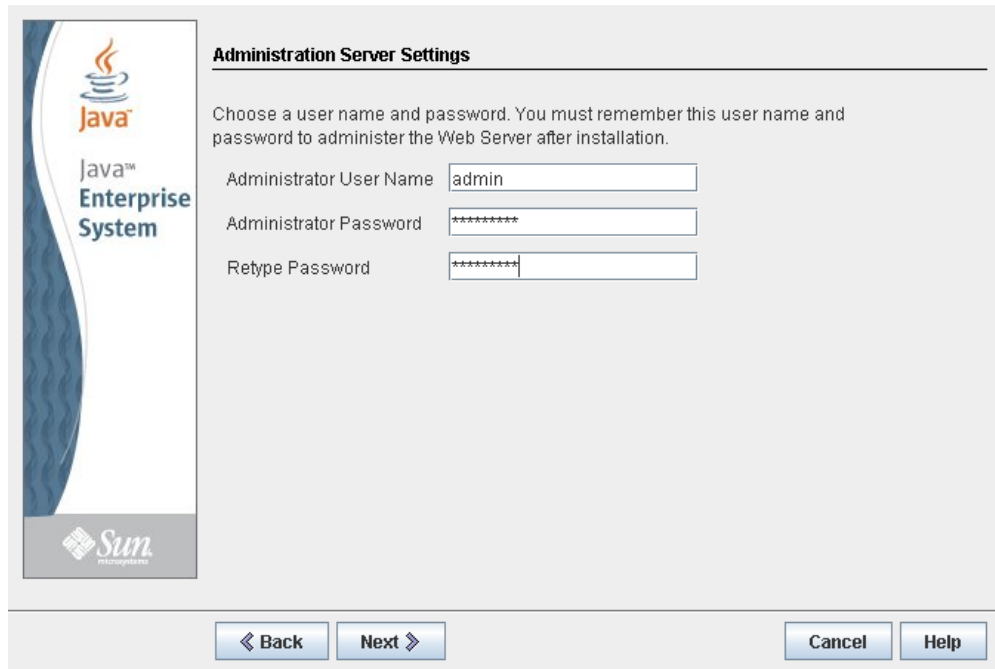 Java™
Java™
Enterprise
System
Sun
microsystems
Administration Server Settings
Choose a user name and password. You must remember this user name and
password to administer the Web Server after installation.
Administrator User Name admin
Administrator Password *********
Retype Password *********
Back Next Cancel Help